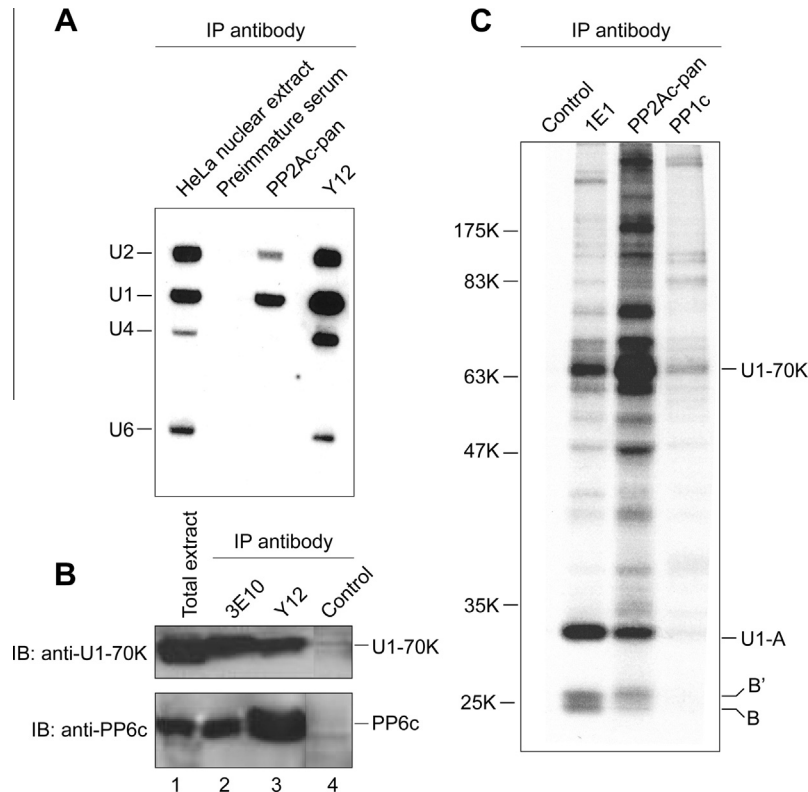 A
IP antibody
HeLa nuclear extract
Preimmature serum
PP2Ac-pan
Y12
U2
U1
U4
U6
B
Total extract
IP antibody
3E10
Y12
Control
IB: anti-U1-70K
U1-70K
IB: anti-PP6c
PP6c
1 2 3 4
C
IP antibody
Control
1E1
PP2Ac-pan
PP1c
175K
83K
63K
47K
35K
25K
U1-70K
U1-A
B'
B